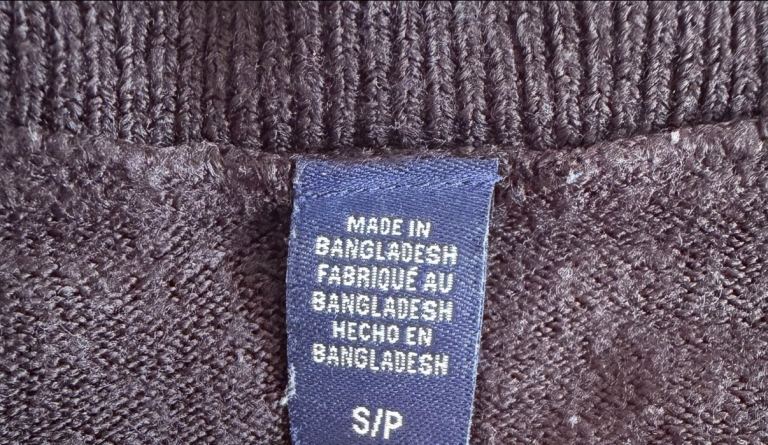 MADE IN
BANGLADESH
FABRIQUÉ AU
BANGLADESH
HECHO EN
BANGLADESH
S/P